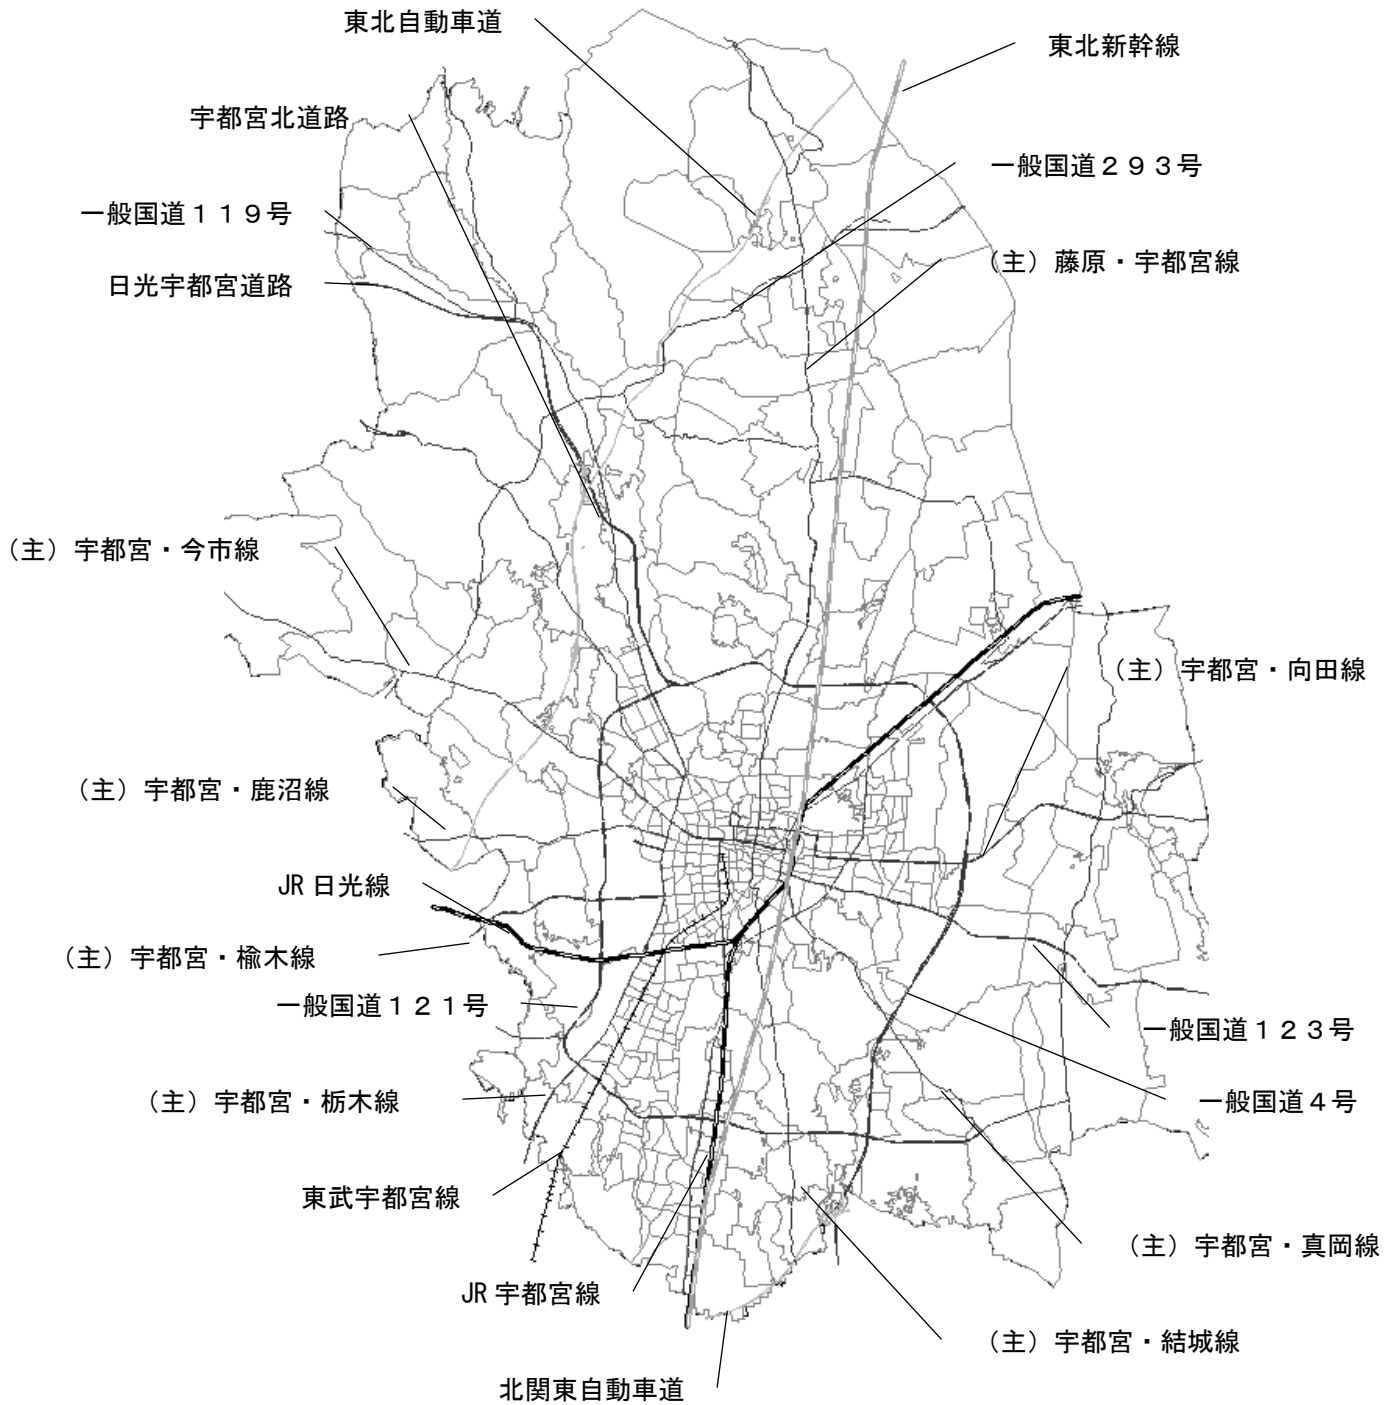 東北自動車道
東北新幹線
宇都宮北道路
一般国道２９３号
一般国道１１９号
（主）藤原・宇都宮線
日光宇都宮道路
（主）宇都宮・今市線
（主）宇都宮・向田線
（主）宇都宮・鹿沼線
JR 日光線
（主）宇都宮・楡木線
一般国道１２１号
一般国道１２３号
（主）宇都宮・栃木線
一般国道４号
東武宇都宮線
（主）宇都宮・真岡線
JR 宇都宮線
（主）宇都宮・結城線
北関東自動車道